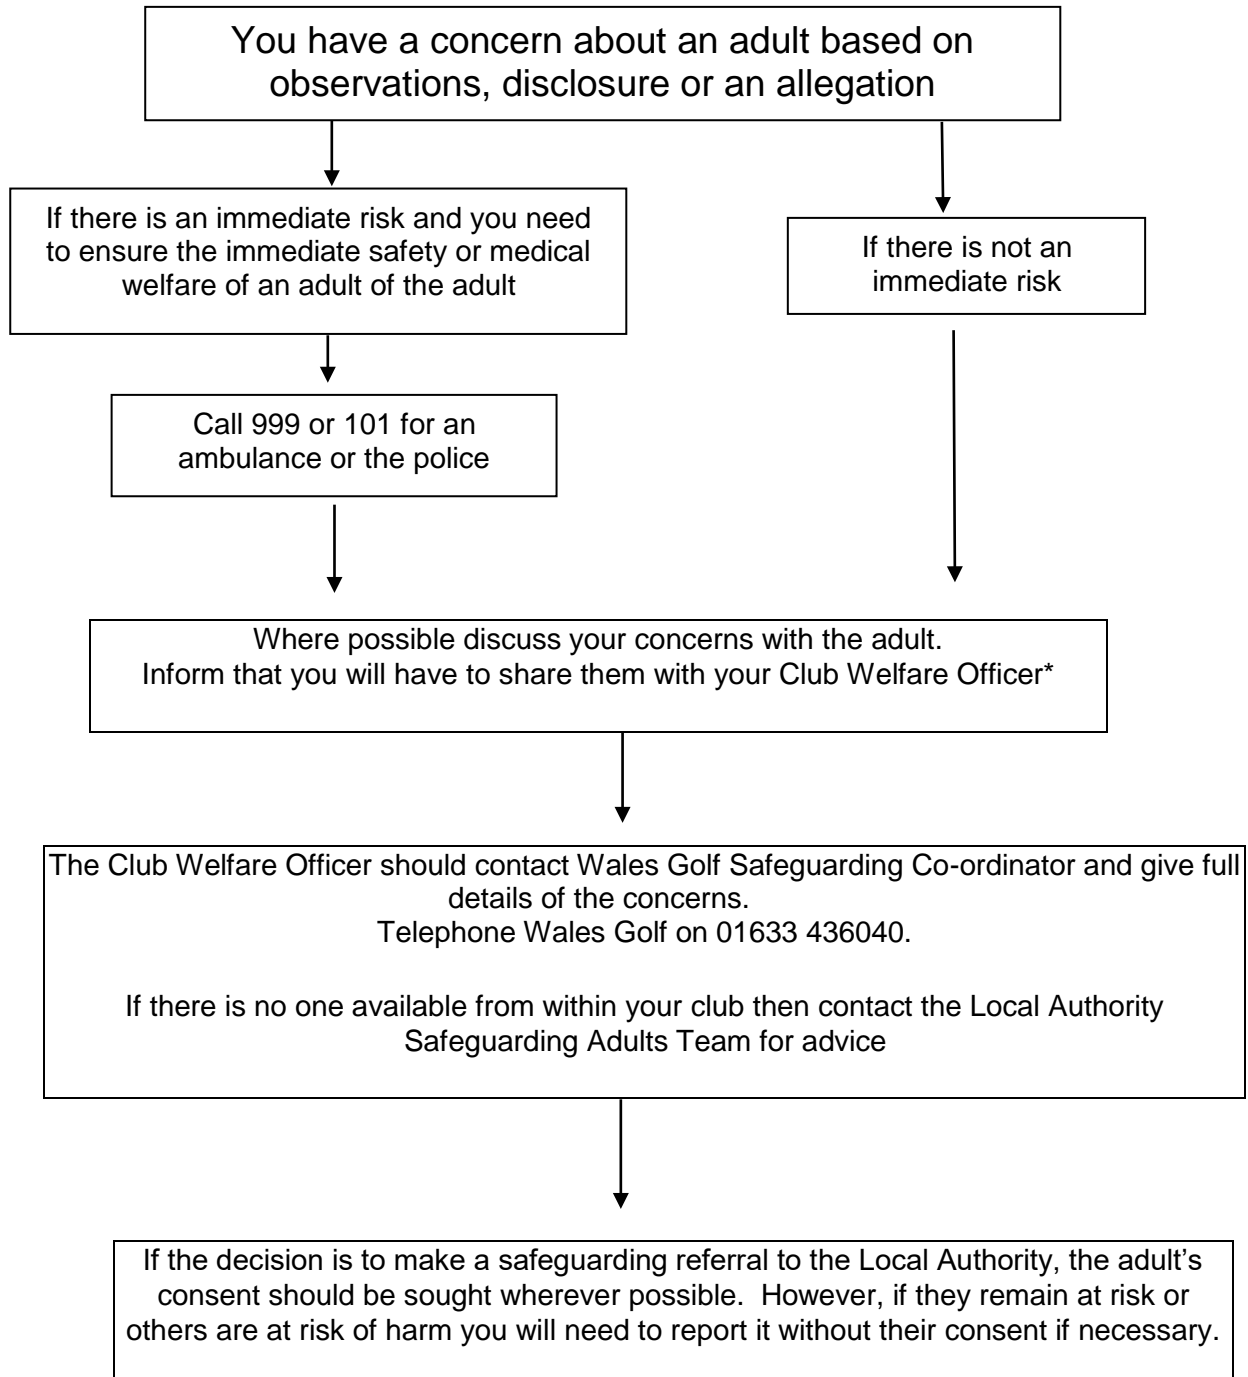 You have a concern about an adult based on
observations, disclosure or an allegation
If there is an immediate risk and you need
to ensure the immediate safety or medical
welfare of an adult of the adult
If there is not an
immediate risk
Call 999 or 101 for an
ambulance or the police
Where possible discuss your concerns with the adult.
Inform that you will have to share them with your Club Welfare Officer*
The Club Welfare Officer should contact Wales Golf Safeguarding Co-ordinator and give full
details of the concerns.
Telephone Wales Golf on 01633 436040.
If there is no one available from within your club then contact the Local Authority
Safeguarding Adults Team for advice
If the decision is to make a safeguarding referral to the Local Authority, the adult’s
consent should be sought wherever possible.  However, if they remain at risk or
others are at risk of harm you will need to report it without their consent if necessary.